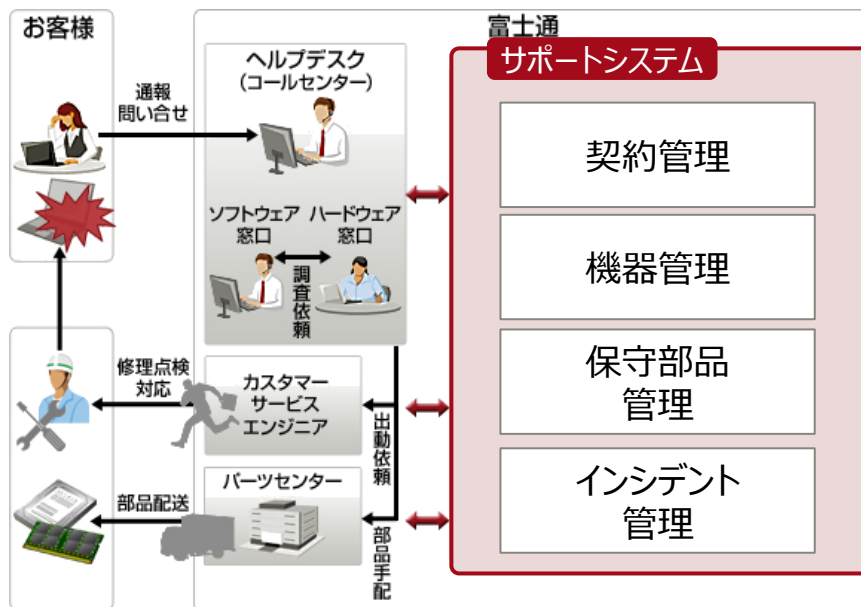 お客様
富士通
サポートシステム
ヘルプデスク
(コールセンター)
通報
問い合せ
ソフトウェア
窓口
ハードウェア
窓口
調査依頼
修理点検
対応
カスタマー
サービス
エンジニア
出動依頼
パーツセンター
部品配送
部品手配
契約管理
機器管理
保守部品
管理
インシデント
管理